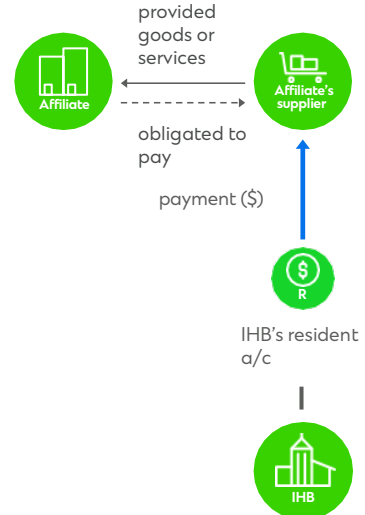 provided
goods or
services
Affiliate
Affiliate's
supplier
obligated to
pay
payment ($)
$
R
IHB's resident
a/c
IHB